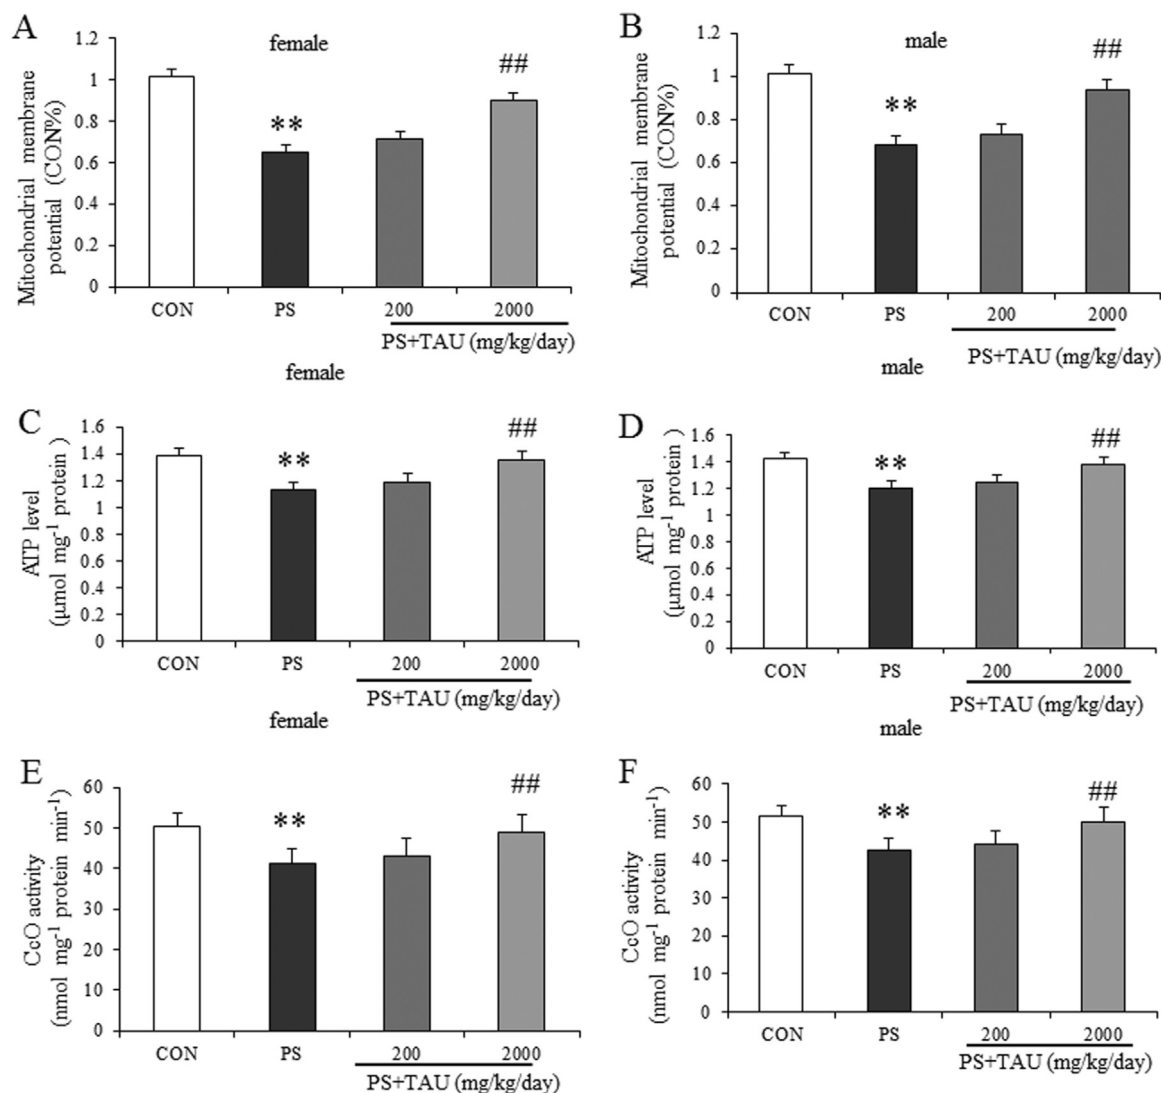 A
female
Mitochondrial membrane
potential (CON%)
1.2
1
0.8
0.6
0.4
0.2
0
**
##
CON PS 200 2000
PS+TAU (mg/kg/day)
B
male
Mitochondrial membrane
potential (CON%)
1.2
1
0.8
0.6
0.4
0.2
0
**
##
CON PS 200 2000
PS+TAU (mg/kg/day)
female
C
ATP level
(μmol mg-1 protein )
1.6
1.4
1.2
1
0.8
0.6
0.4
0.2
0
**
##
CON PS 200 2000
PS+TAU (mg/kg/day)
male
D
ATP level
(μmol mg-1 protein )
1.6
1.4
1.2
1
0.8
0.6
0.4
0.2
0
**
##
CON PS 200 2000
PS+TAU (mg/kg/day)
female
E
CcO activity
(nmol mg-1 protein min-1)
60
50
40
30
20
10
0
**
##
CON PS 200 2000
PS+TAU (mg/kg/day)
male
F
CcO activity
(nmol mg-1 protein min-1)
60
50
40
30
20
10
0
**
##
CON PS 200 2000
PS+TAU (mg/kg/day)